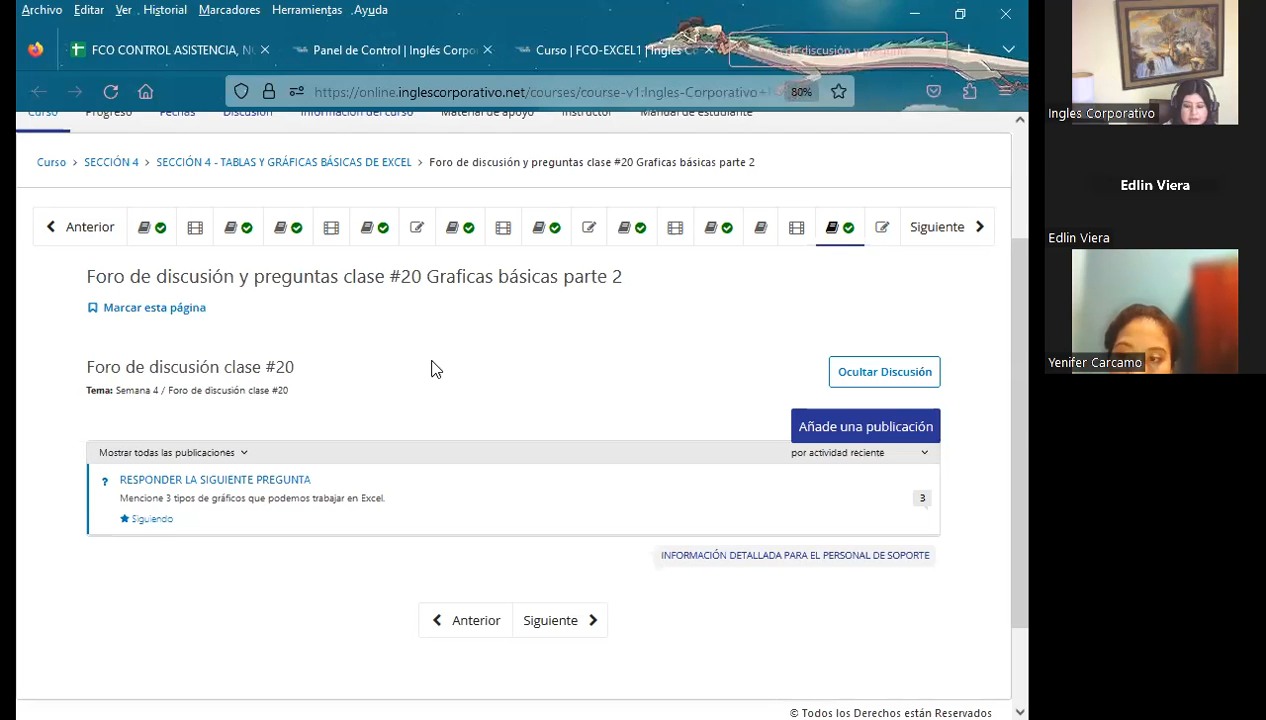 Archivo Editar Ver Historial Marcadores Herramientas Ayuda
FCO CONTROL ASISTENCIA, N
Panel de Control | Inglés Corpo
Curso | FCO-EXCEL1 | Inglés C
de discusión y
https://online.inglescorporativo.net/courses/course-v1:Ingles-Corporativo+ 80%
Curso Progreso Fechas Discusión Información del curso Material de apoyo Instructor Manual de estudiante
Curso > SECCIÓN 4 > SECCIÓN 4 - TABLAS Y GRÁFICAS BÁSICAS DE EXCEL > Foro de discusión y preguntas clase #20 Graficas básicas parte 2
Anterior Siguiente
Foro de discusión y preguntas clase #20 Graficas básicas parte 2
Marcar esta página
Foro de discusión clase #20
Tema: Semana 4 / Foro de discusión clase #20
Ocultar Discusión
Añade una publicación
Mostrar todas las publicaciones por actividad reciente
? RESPONDER LA SIGUIENTE PREGUNTA
Mencione 3 tipos de gráficos que podemos trabajar en Excel.
3
Siguiendo
INFORMACIÓN DETALLADA PARA EL PERSONAL DE SOPORTE
Anterior Siguiente
© Todos los Derechos están Reservados
Ingles Corporativo
Edlin Viera
Edlin Viera
Yenifer Carcamo